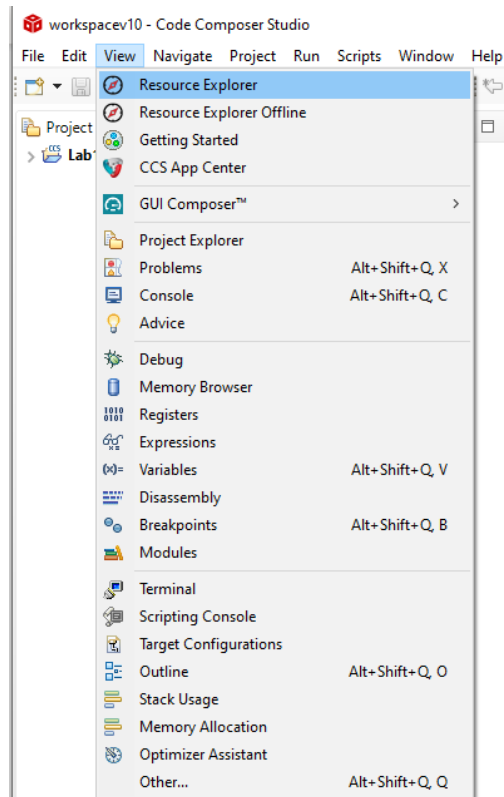 workspacev10 - Code Composer Studio
File Edit View Navigate Project Run Scripts Window Help
Project
Lab
Resource Explorer
Resource Explorer Offline
Getting Started
CCS App Center
GUI Composer™
Project Explorer
Problems Alt+Shift+Q, X
Console Alt+Shift+Q, C
Advice
Debug
Memory Browser
Registers
Expressions
Variables Alt+Shift+Q, V
Disassembly
Breakpoints Alt+Shift+Q, B
Modules
Terminal
Scripting Console
Target Configurations
Outline Alt+Shift+Q, O
Stack Usage
Memory Allocation
Optimizer Assistant
Other... Alt+Shift+Q, Q